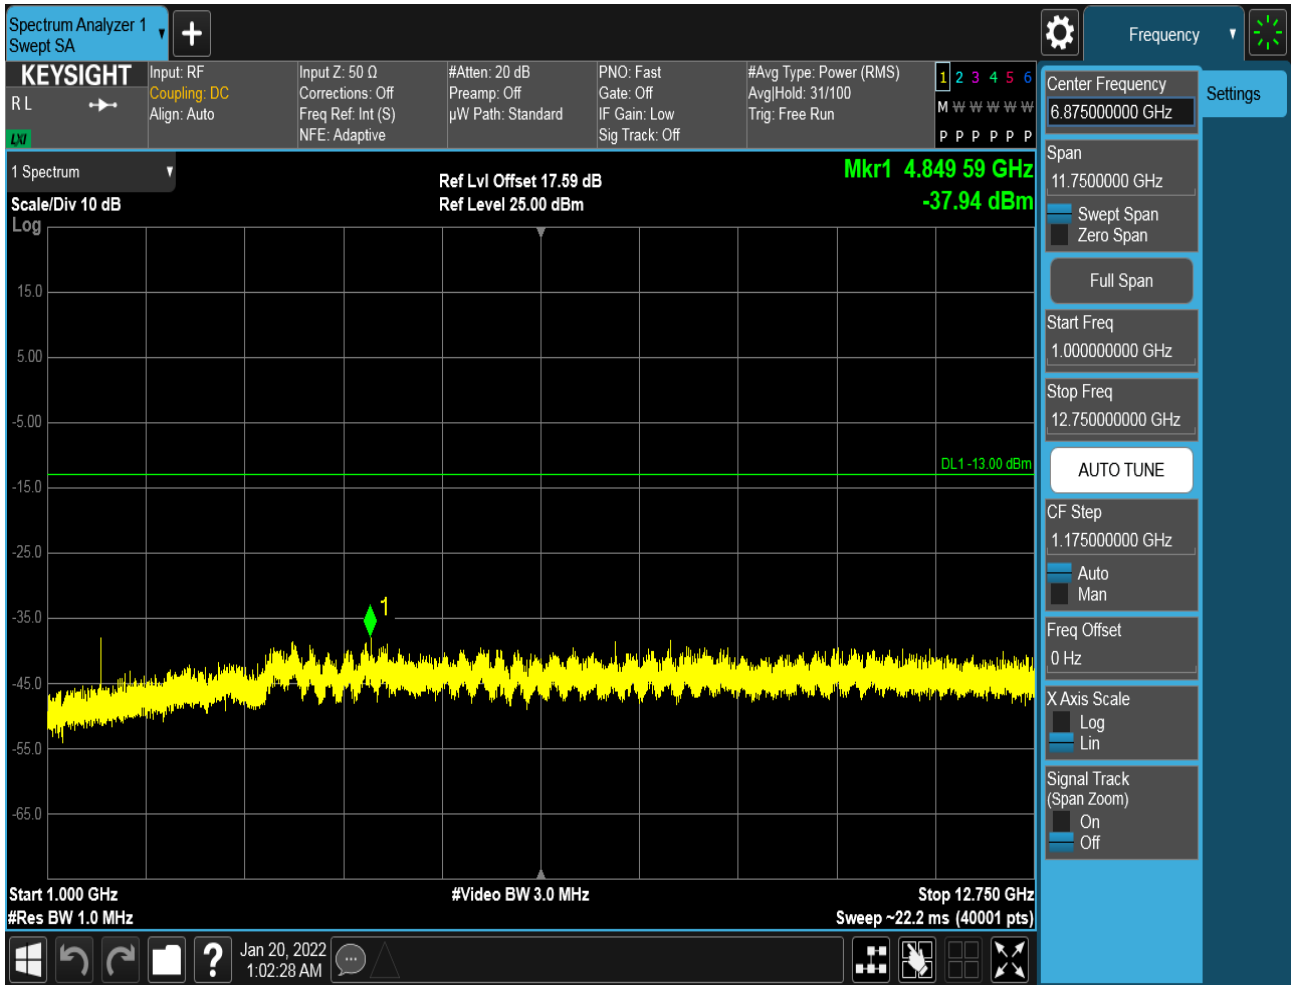 Spectrum Analyzer 1
Swept SA
Frequency
KEYSIGHT
R L
LXI
Input: RF
Coupling: DC
Align: Auto
Input Z: 50 Ω
Corrections: Off
Freq Ref: Int (S)
NFE: Adaptive
#Atten: 20 dB
Preamp: Off
µW Path: Standard
PNO: Fast
Gate: Off
IF Gain: Low
Sig Track: Off
#Avg Type: Power (RMS)
Avg|Hold: 31/100
Trig: Free Run
1 2 3 4 5 6
M W W W W W
P P P P P P
1 Spectrum
Scale/Div 10 dB
Log
Ref Lvl Offset 17.59 dB
Ref Level 25.00 dBm
Mkr1 4.849 59 GHz
-37.94 dBm
15.0
5.00
-5.00
DL1 -13.00 dBm
-15.0
-25.0
-35.0
1
-45.0
-55.0
-65.0
Start 1.000 GHz
#Video BW 3.0 MHz
Stop 12.750 GHz
#Res BW 1.0 MHz
Sweep ~22.2 ms (40001 pts)
Jan 20, 2022
1:02:28 AM
Center Frequency
6.875000000 GHz
Settings
Span
11.7500000 GHz
Swept Span
Zero Span
Full Span
Start Freq
1.000000000 GHz
Stop Freq
12.750000000 GHz
AUTO TUNE
CF Step
1.175000000 GHz
Auto
Man
Freq Offset
0 Hz
X Axis Scale
Log
Lin
Signal Track
(Span Zoom)
On
Off